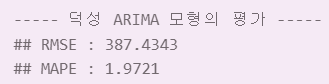 ----- 덕성 ARIMA 모형의 평가 -----
## RMSE : 387.4343
## MAPE : 1.9721